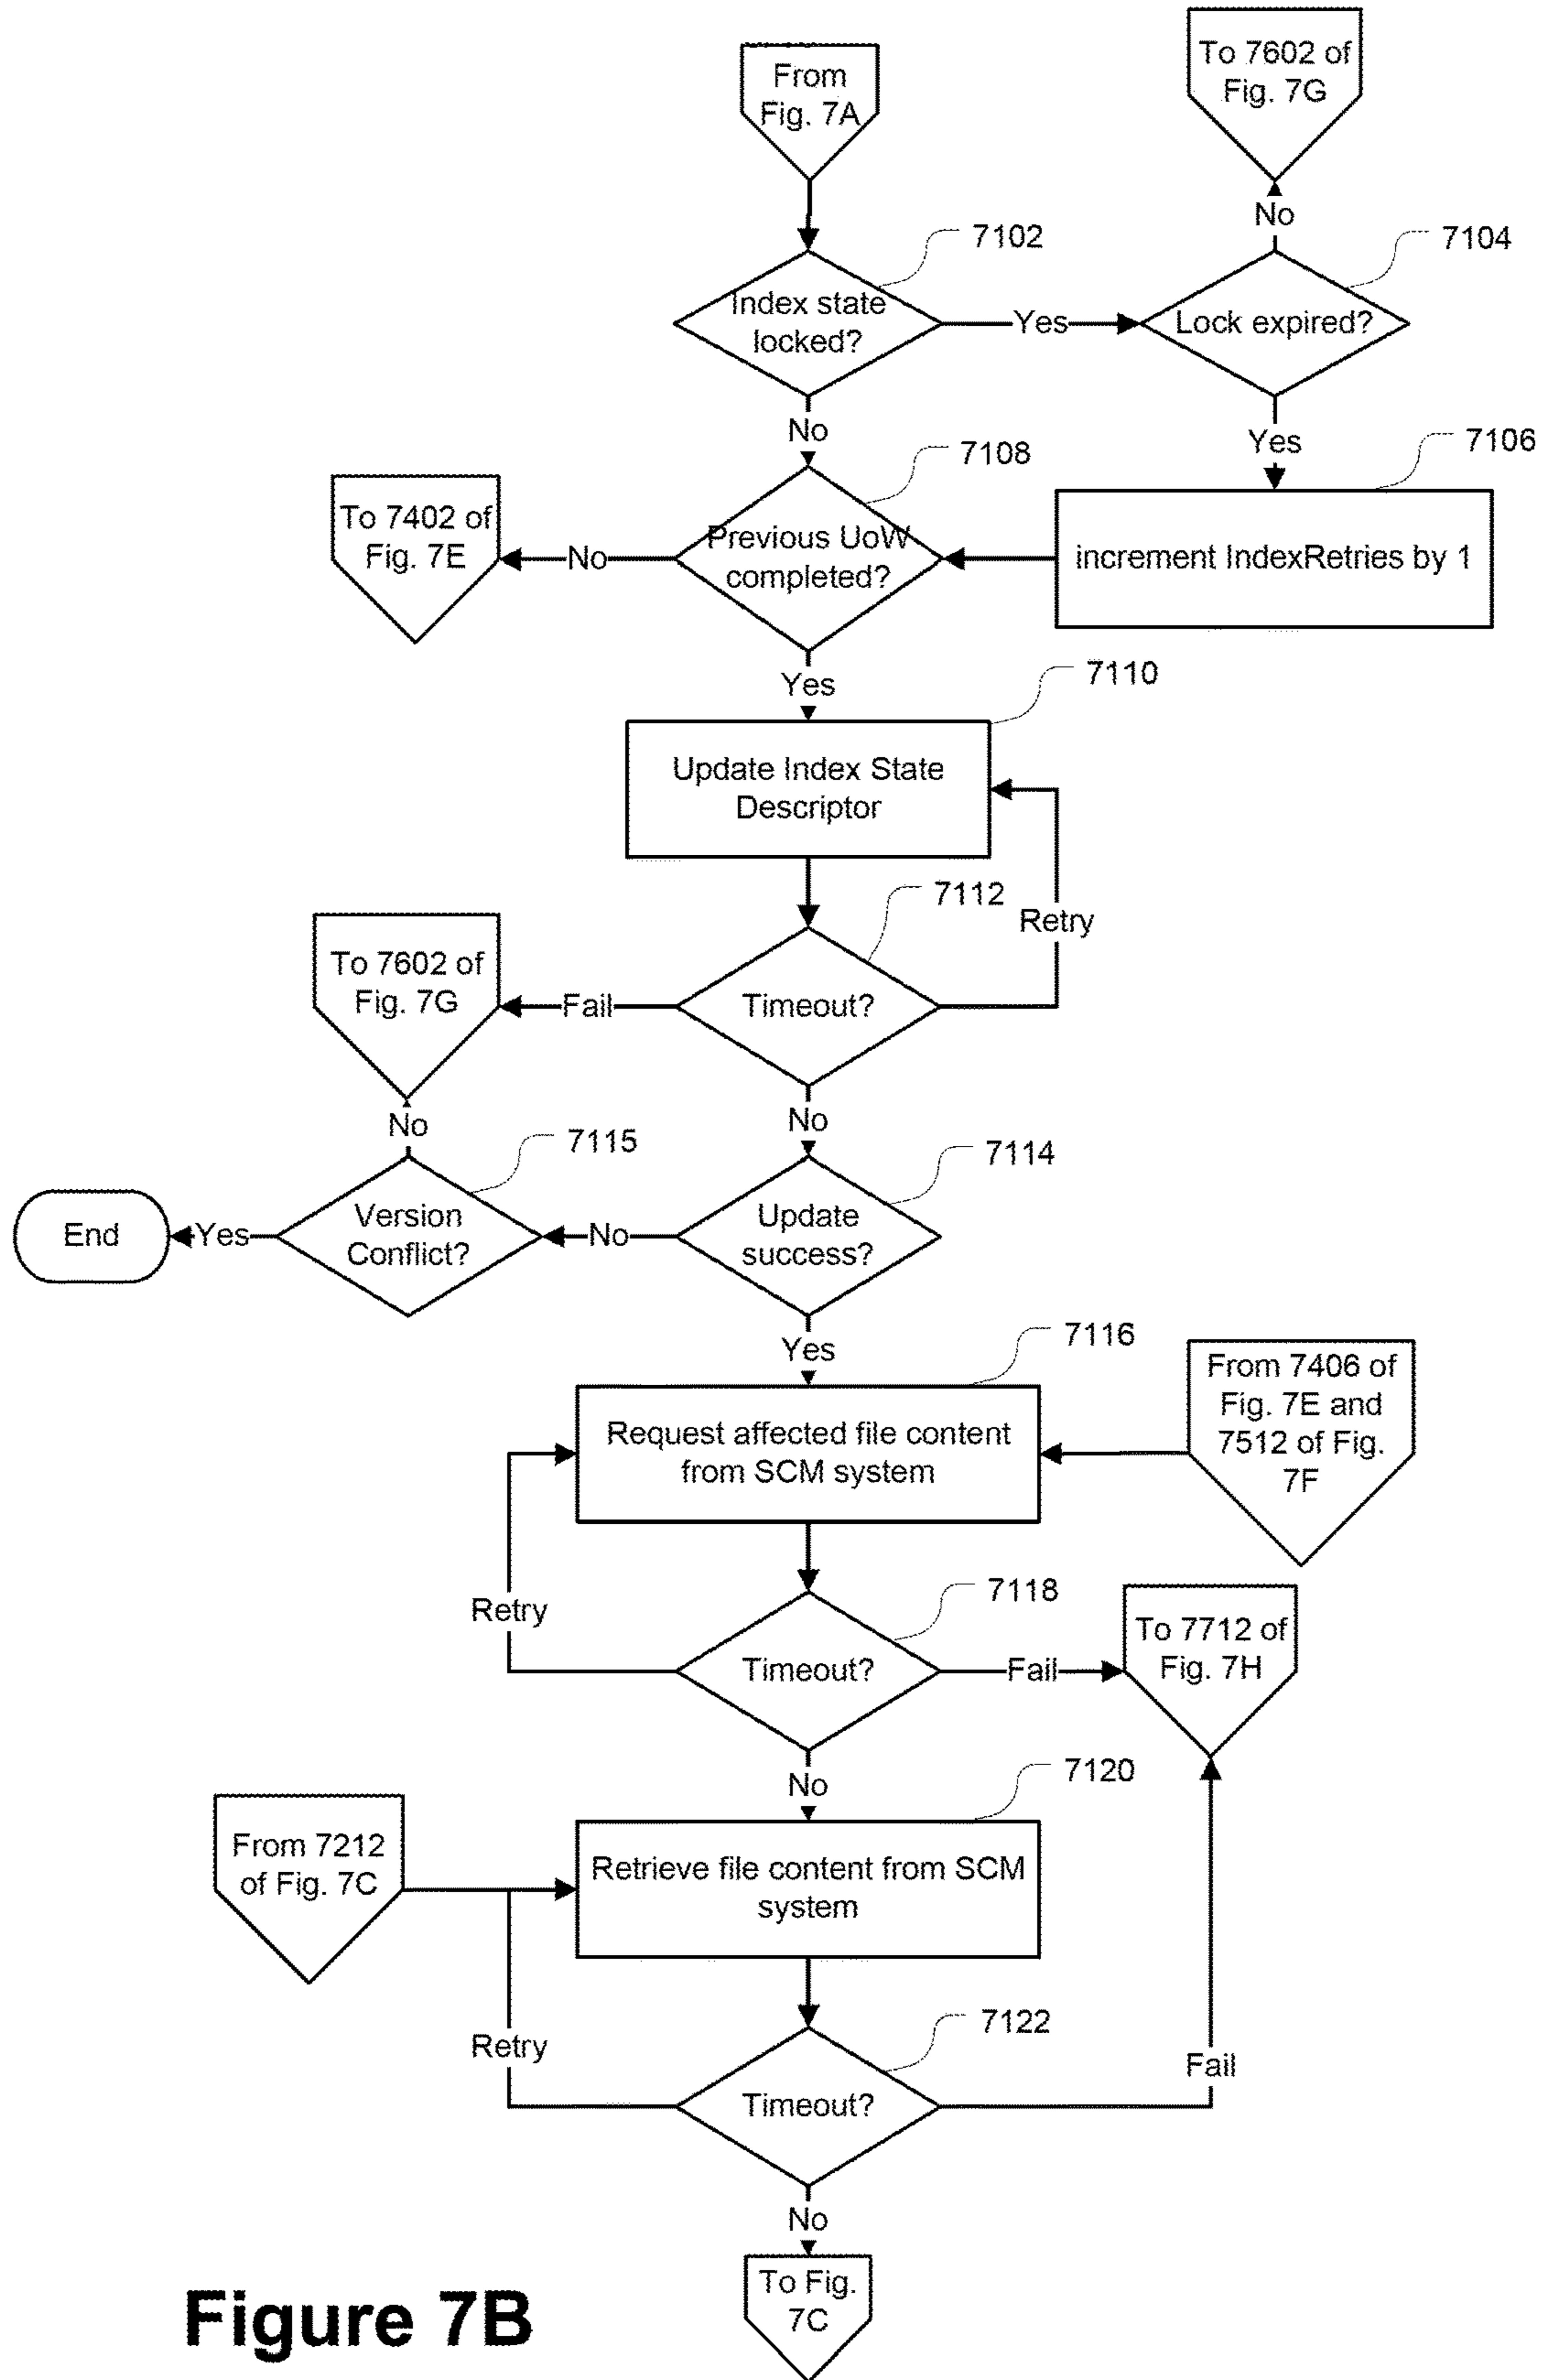 From
Fig. 7A
To 7602 of
Fig. 7G
No
7102
7104
Index state
locked?
Yes
Lock expired?
No
Yes
7108
7106
To 7402 of
Fig. 7E
No
Previous UoW
completed?
increment IndexRetries by 1
Yes
7110
Update Index State
Descriptor
7112
Retry
To 7602 of
Fig. 7G
Fail
Timeout?
No
No
7115
7114
End
Yes
Version
Conflict?
No
Update
success?
Yes
7116
Request affected file content
from SCM system
From 7406 of
Fig. 7E and
7512 of Fig.
7F
7118
Retry
Timeout?
Fail
To 7712 of
Fig. 7H
No
7120
From 7212
of Fig. 7C
Retrieve file content from SCM
system
7122
Retry
Timeout?
Fail
No
To Fig.
7C
Figure 7B